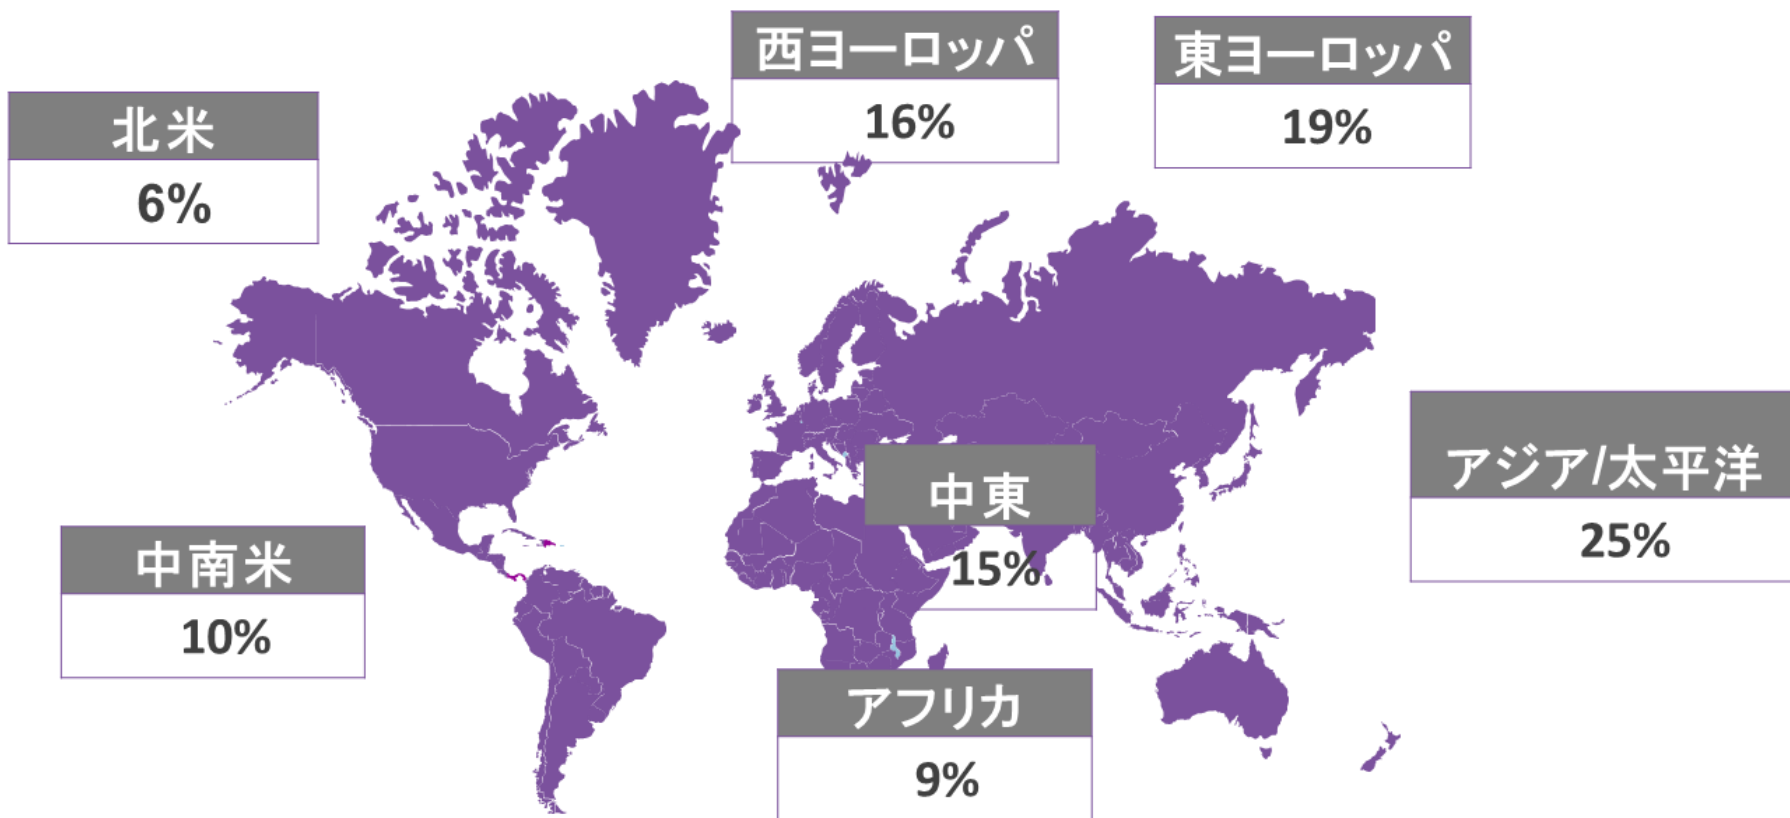 西ヨーロッパ
16%
東ヨーロッパ
19%
北米
6%
アジア/太平洋
25%
中東
15%
中南米
10%
アフリカ
9%